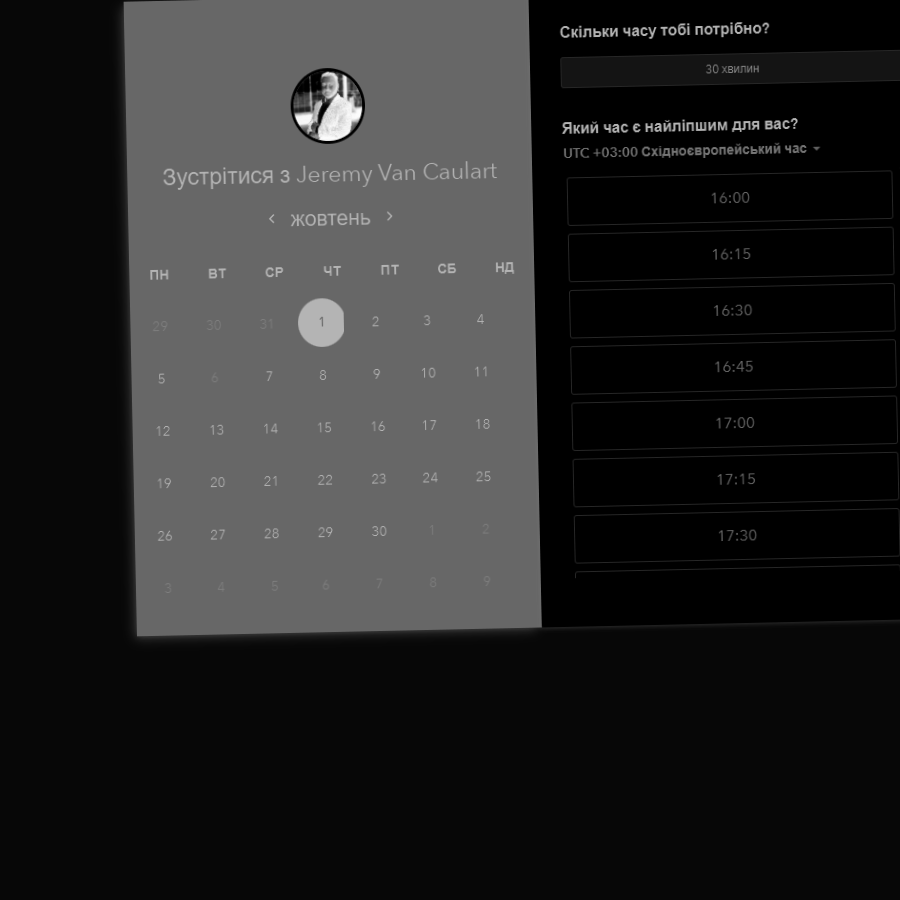 Зустрітися з Jeremy Van Caulart
жовтень
ПН ВТ СР ЧТ ПТ СБ НД
29 30 31 1 2 3 4
5 6 7 8 9 10 11
12 13 14 15 16 17 18
19 20 21 22 23 24 25
26 27 28 29 30 1 2
3 4 5 6 7 8 9
Скільки часу тобі потрібно?
30 хвилин
Який час є найліпшим для вас?
UTC +03:00 Східноєвропейський час
16:00
16:15
16:30
16:45
17:00
17:15
17:30